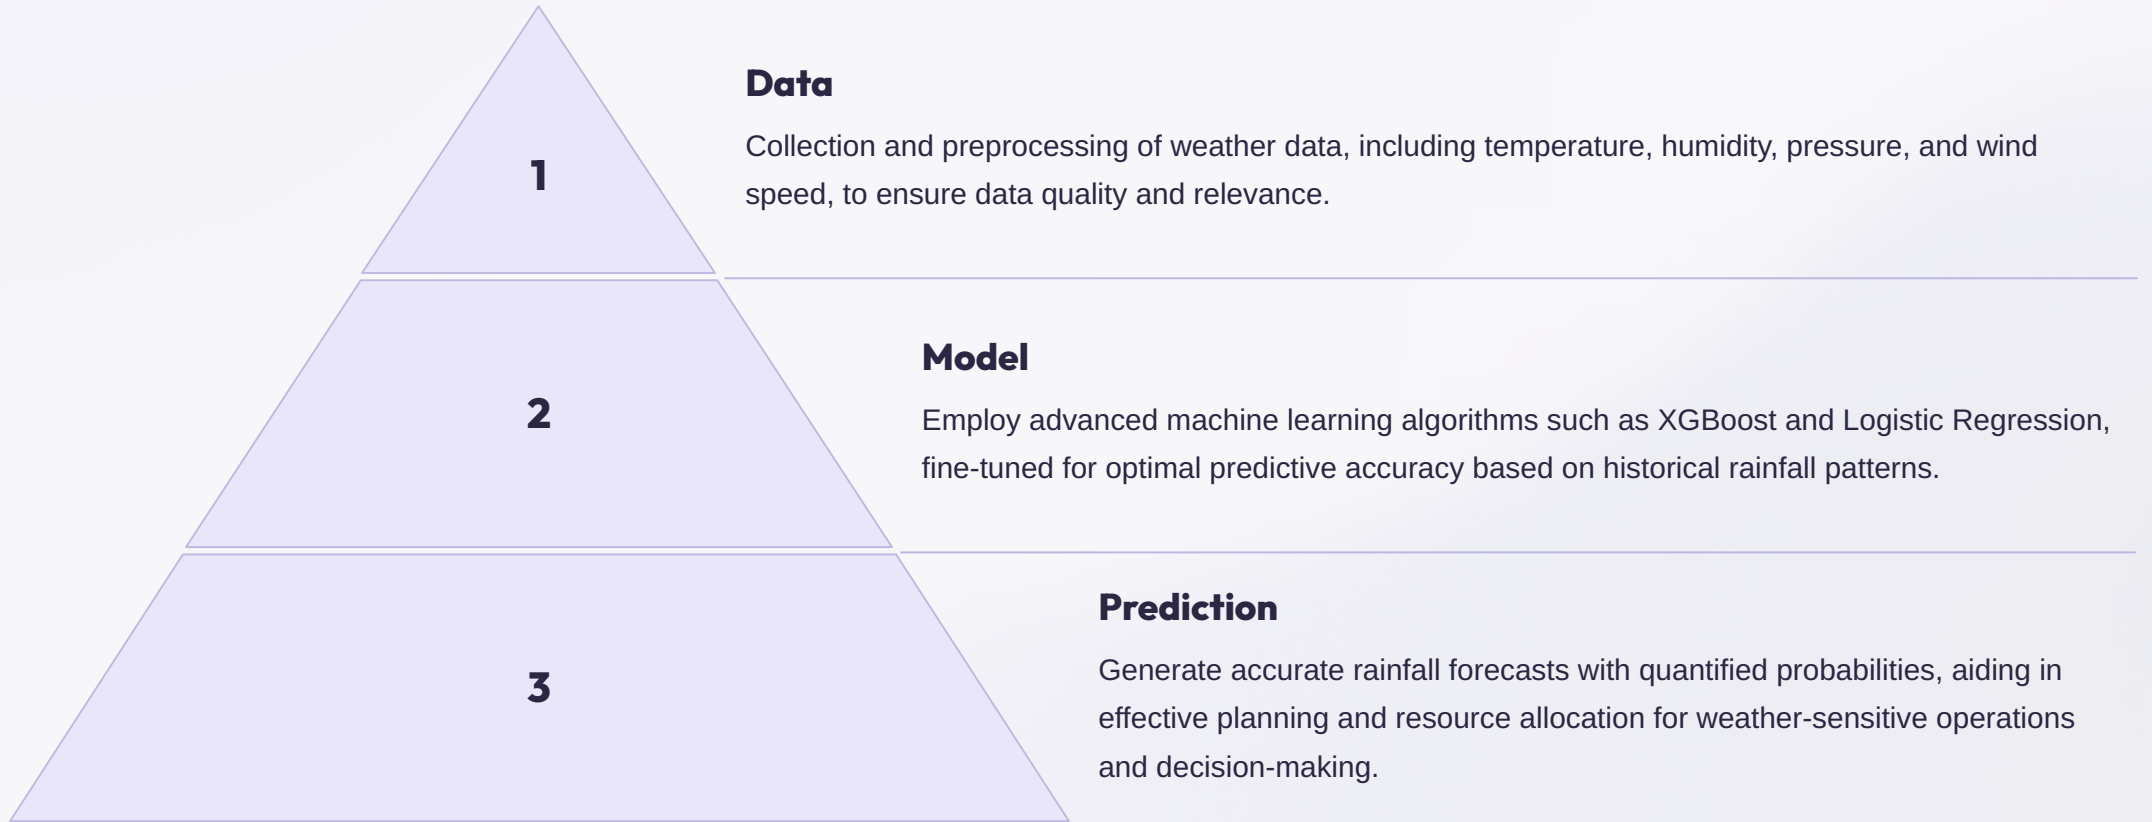 1
Data
Collection and preprocessing of weather data, including temperature, humidity, pressure, and wind
speed, to ensure data quality and relevance.
2
Model
Employ advanced machine learning algorithms such as XGBoost and Logistic Regression,
fine-tuned for optimal predictive accuracy based on historical rainfall patterns.
3
Prediction
Generate accurate rainfall forecasts with quantified probabilities, aiding in
effective planning and resource allocation for weather-sensitive operations
and decision-making.